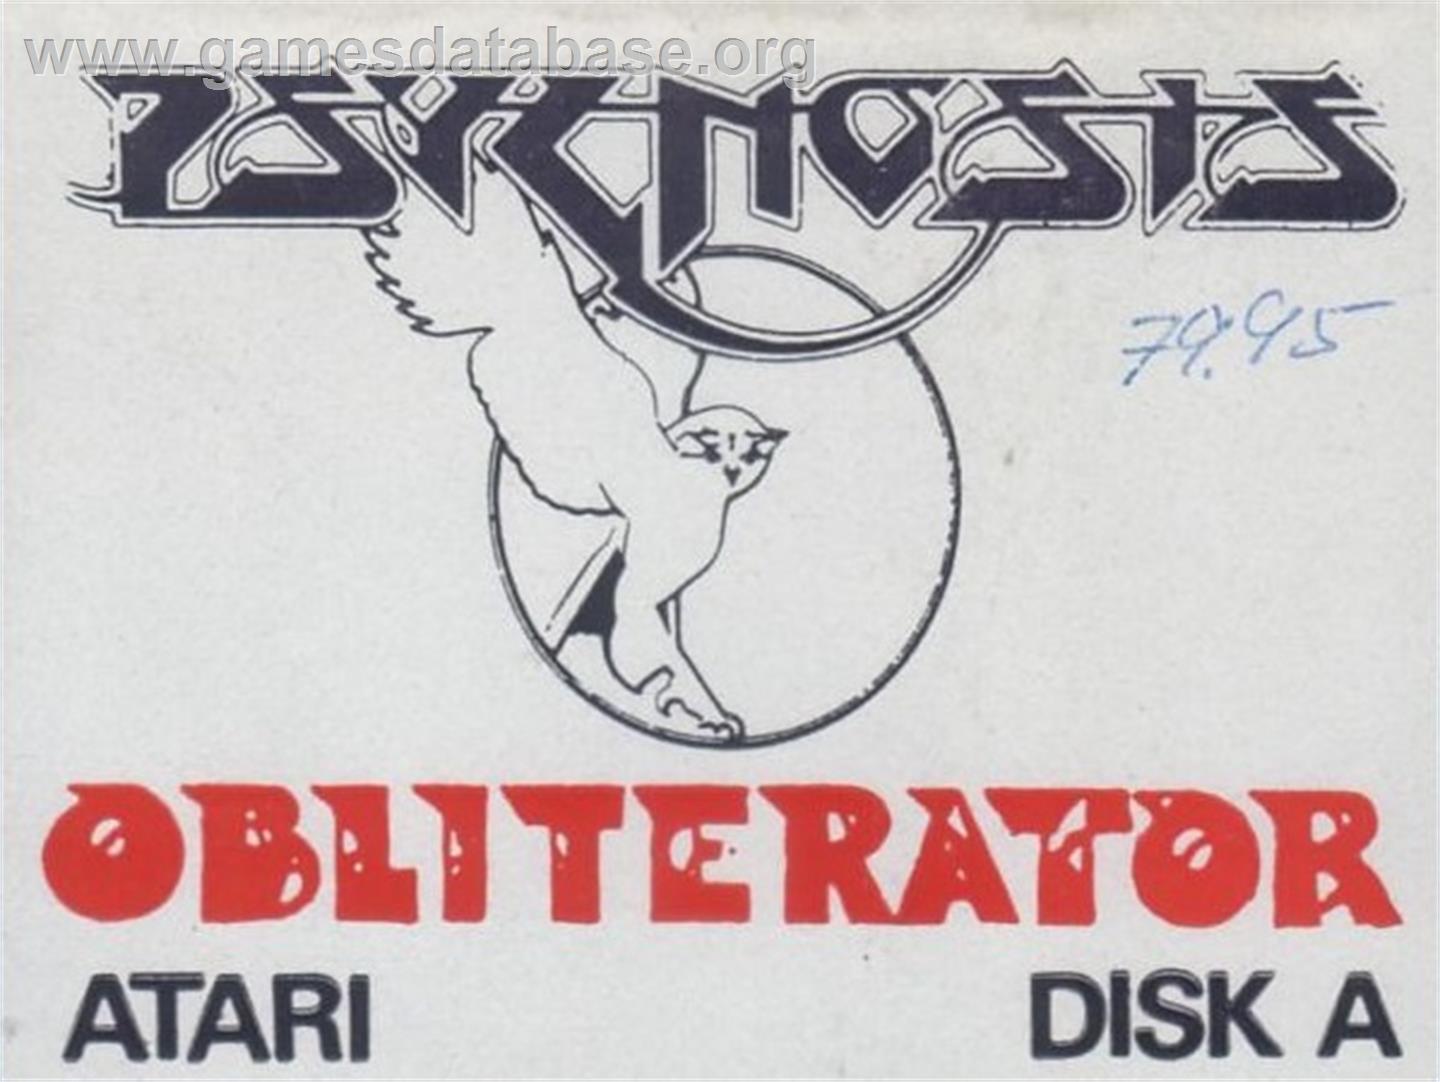 www.gamesdatabase.org
PSYGNOSIS
79.95
OBLITERATOR
ATARI
DISK A